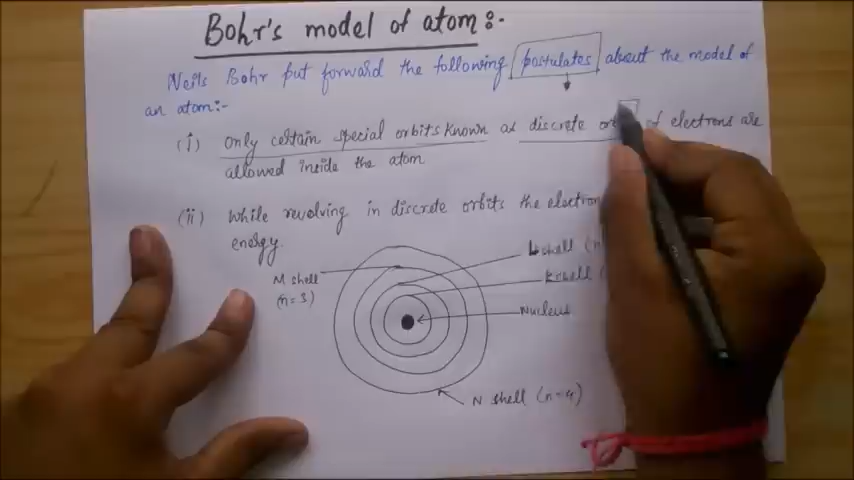 Bohr's model of atom:-
Neils Bohr put forward the following postulates about the model of
an atom:-
(i) Only certain special orbits known as discrete of electrons are
allowed inside the atom
(ii) While revolving in discrete orbits the electron
energy.
L shell (n
M shell
K shell (
(n=3)
Nucleus
N shell (n=4)